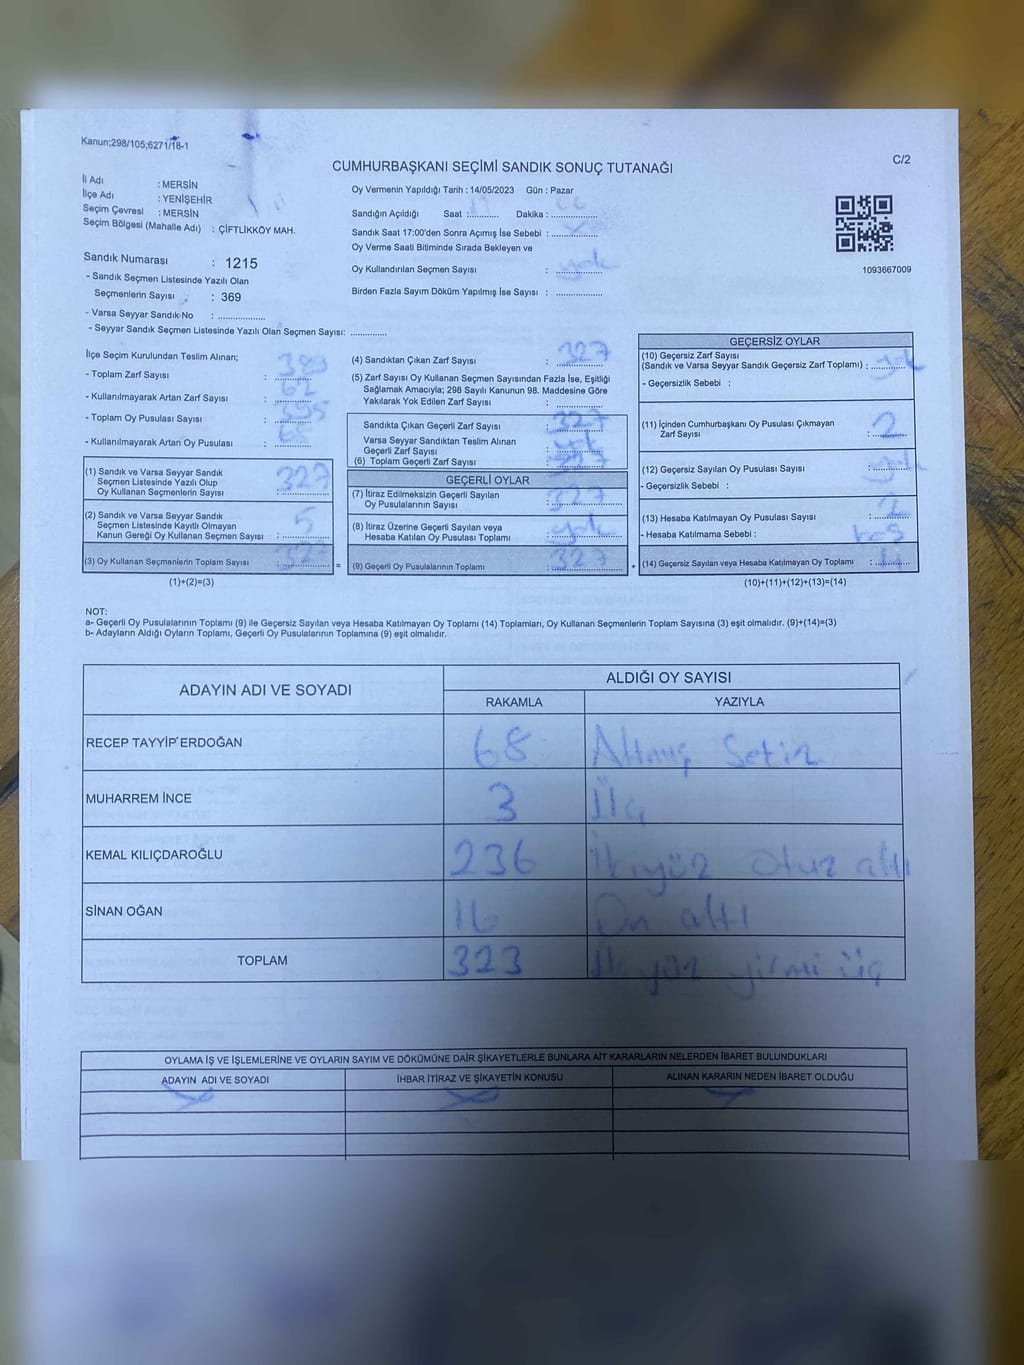 Kanun;298/105;6271/18-1
C/2
CUMHURBAŞKANI SEÇİMİ SANDIK SONUÇ TUTANAĞI
İl Adı : MERSİN
İlçe Adı : YENİŞEHİR
Seçim Çevresi : MERSİN
Seçim Bölgesi (Mahalle Adı) : ÇİFTLİKKÖY MAH.
Sandık Numarası : 1215
- Sandık Seçmen Listesinde Yazılı Olan
Seçmenlerin Sayısı : 369
- Varsa Seyyar Sandık No : ..................
- Seyyar Sandık Seçmen Listesinde Yazılı Olan Seçmen Sayısı: ..............
Oy Vermenin Yapıldığı Tarih : 14/05/2023 Gün : Pazar
Sandığın Açıldığı Saat :........... Dakika : ..................
Sandık Saat 17:00'den Sonra Açımış İse Sebebi : ..................
Oy Verme Saati Bitiminde Sırada Bekleyen ve
Oy Kullandırılan Seçmen Sayısı : yok
Birden Fazla Sayım Döküm Yapılmış İse Sayısı : ..................
1093667009
İlçe Seçim Kurulundan Teslim Alınan;
- Toplam Zarf Sayısı :
- Kullanılmayarak Artan Zarf Sayısı :
- Toplam Oy Pusulası Sayısı :
- Kullanılmayarak Artan Oy Pusulası :
(1) Sandık ve Varsa Seyyar Sandık
Seçmen Listesinde Yazılı Olup
Oy Kullanan Seçmenlerin Sayısı : 327
(2) Sandık ve Varsa Seyyar Sandık
Seçmen Listesinde Kayıtlı Olmayan
Kanun Gereği Oy Kullanan Seçmen Sayısı : 5
(3) Oy Kullanan Seçmenlerin Toplam Sayısı :
(1)+(2)=(3)
(4) Sandıktan Çıkan Zarf Sayısı : 327
(5) Zarf Sayısı Oy Kullanan Seçmen Sayısından Fazla İse, Eşitliği
Sağlamak Amacıyla; 298 Sayılı Kanunun 98. Maddesine Göre
Yakılarak Yok Edilen Zarf Sayısı : ..................
Sandıkta Çıkan Geçerli Zarf Sayısı : 327
Varsa Seyyar Sandıktan Teslim Alınan
Geçerli Zarf Sayısı : yok
(6) Toplam Geçerli Zarf Sayısı :
GEÇERLİ OYLAR
(7) İtiraz Edilmeksizin Geçerli Sayılan
Oy Pusulalarının Sayısı : 327
(8) İtiraz Üzerine Geçerli Sayılan veya
Hesaba Katılan Oy Pusulası Toplamı : yok
(9) Geçerli Oy Pusulalarının Toplamı : 327
GEÇERSİZ OYLAR
(10) Geçersiz Zarf Sayısı
(Sandık ve Varsa Seyyar Sandık Geçersiz Zarf Toplamı) : yok
- Geçersizlik Sebebi :
(11) İçinden Cumhurbaşkanı Oy Pusulası Çıkmayan
Zarf Sayısı : 2
(12) Geçersiz Sayılan Oy Pusulası Sayısı : yok
- Geçersizlik Sebebi :
(13) Hesaba Katılmayan Oy Pusulası Sayısı : 2
- Hesaba Katılmama Sebebi :
(14) Geçersiz Sayılan veya Hesaba Katılmayan Oy Toplamı :
(10)+(11)+(12)+(13)=(14)
NOT:
a- Geçerli Oy Pusulalarının Toplamı (9) ile Geçersiz Sayılan veya Hesaba Katılmayan Oy Toplamı (14) Toplamları, Oy Kullanan Seçmenlerin Toplam Sayısına (3) eşit olmalıdır. (9)+(14)=(3)
b- Adayların Aldığı Oyların Toplamı, Geçerli Oy Pusulalarının Toplamına (9) eşit olmalıdır.
ADAYIN ADI VE SOYADI
ALDIĞI OY SAYISI
RAKAMLA YAZIYLA
RECEP TAYYİP ERDOĞAN 68 Altmış Sekiz
MUHARREM İNCE 3 Üç
KEMAL KILIÇDAROĞLU 236 İkiyüz otuz altı
SİNAN OĞAN 16 On altı
TOPLAM 323 yirmi üç
OYLAMA İŞ VE İŞLEMLERİNE VE OYLARIN SAYIM VE DÖKÜMÜNE DAİR ŞİKAYETLERLE BUNLARA AİT KARARLARIN NELERDEN İBARET BULUNDUKLARI
ADAYIN ADI VE SOYADI İHBAR İTİRAZ VE ŞİKAYETİN KONUSU ALINAN KARARIN NEDEN İBARET OLDUĞU